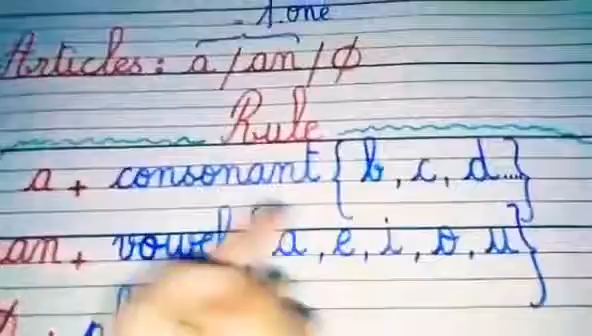 1. one
Articles: a / an / ϕ
Rule
a + consonant { b, c, d....}
an + vowel { a, e, i, o, u }